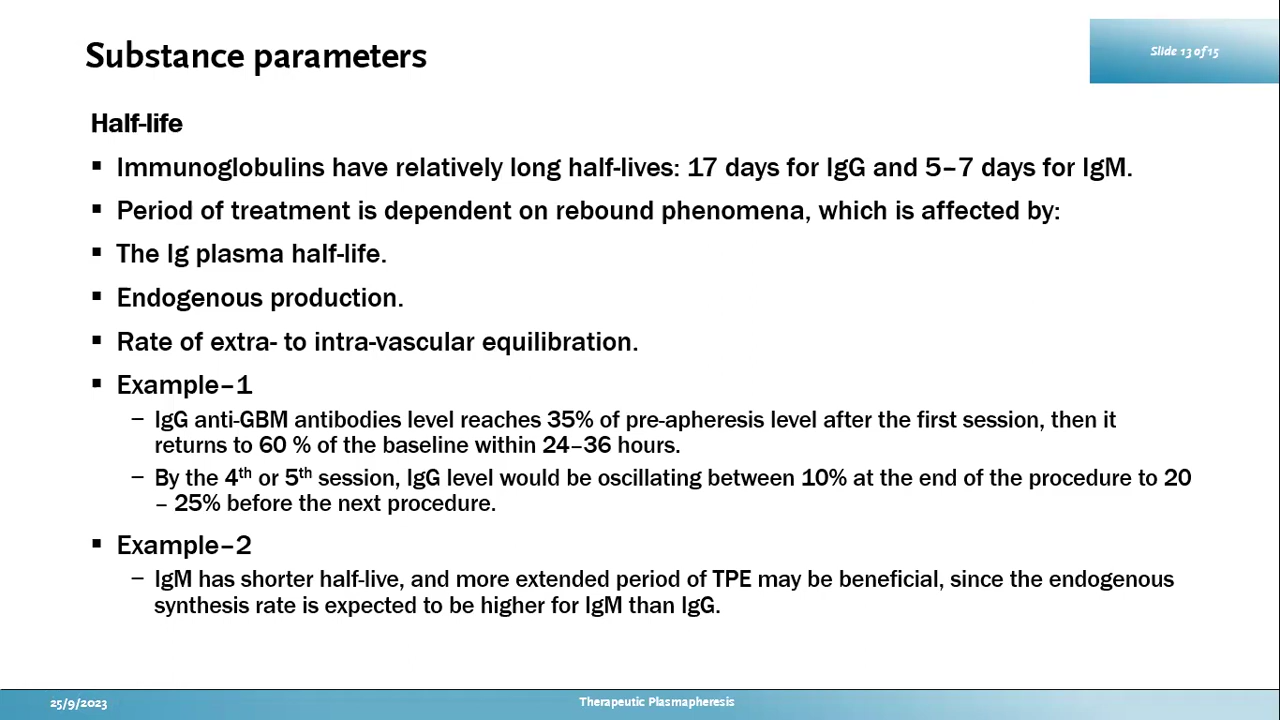 Substance parameters
Slide 13 of 15
Half-life
▪ Immunoglobulins have relatively long half-lives: 17 days for IgG and 5–7 days for IgM.
▪ Period of treatment is dependent on rebound phenomena, which is affected by:
▪ The Ig plasma half-life.
▪ Endogenous production.
▪ Rate of extra- to intra-vascular equilibration.
▪ Example–1
– IgG anti-GBM antibodies level reaches 35% of pre-apheresis level after the first session, then it
returns to 60 % of the baseline within 24–36 hours.
– By the 4th or 5th session, IgG level would be oscillating between 10% at the end of the procedure to 20
– 25% before the next procedure.
▪ Example–2
– IgM has shorter half-live, and more extended period of TPE may be beneficial, since the endogenous
synthesis rate is expected to be higher for IgM than IgG.
25/9/2023
Therapeutic Plasmapheresis